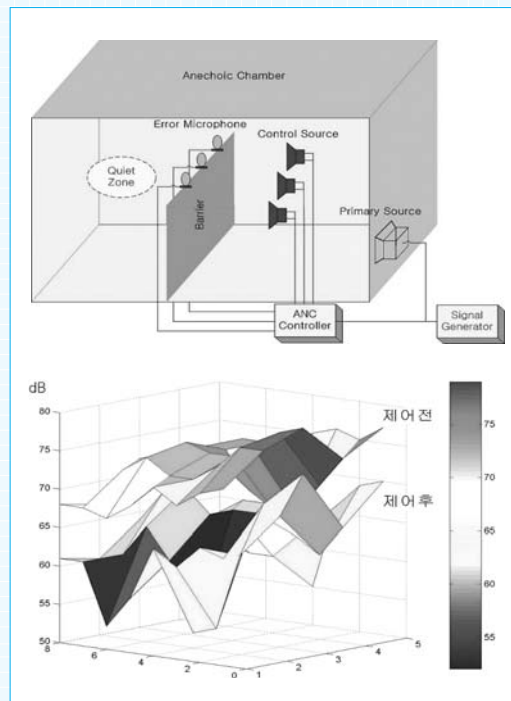 Anechoic Chamber
Error Microphone
Control Source
Quiet
Zone
Barrier
Primary Source
ANC
Controller
Signal
Generator
dB
80
75
70
65
60
55
50
8
6
4
2
0
1
2
3
4
5
제어전
제어후
75
70
65
60
55